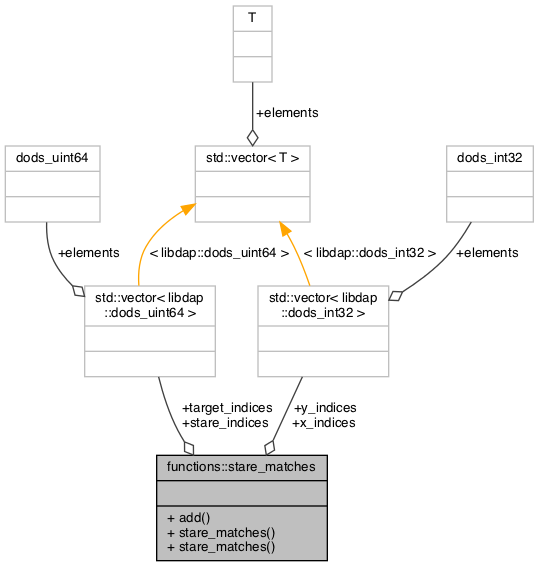 T
+elements
dods_uint64
std::vector< T >
dods_int32
+elements
< libdap::dods_uint64 >
< libdap::dods_int32 >
+elements
std::vector< libdap
::dods_uint64 >
std::vector< libdap
::dods_int32 >
+target_indices
+stare_indices
+y_indices
+x_indices
functions::stare_matches
+ add()
+ stare_matches()
+ stare_matches()